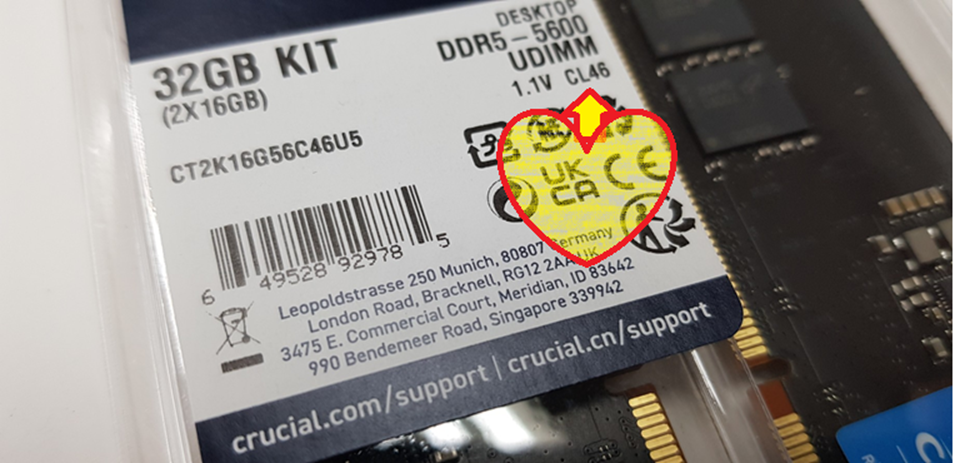 32GB KIT
(2X16GB)
DESKTOP
DDR5-5600
UDIMM
1.1V CL46
CT2K16G56C46U5
UK
CA
CE
6 49528 92978 5
Leopoldstrasse 250 Munich, 80807 Germany
London Road, Bracknell, RG12 2AA UK
3475 E. Commercial Court, Meridian, ID 83642
990 Bendemeer Road, Singapore 339942
crucial.com/support | crucial.cn/support